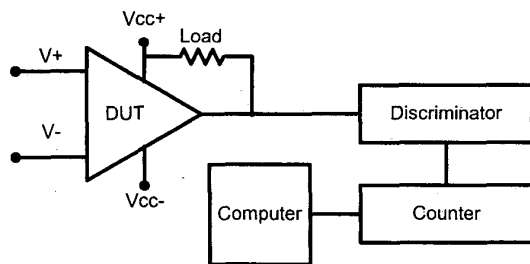 Vcc+
Load
V+
DUT
Discriminator
V-
Vcc-
Computer
Counter